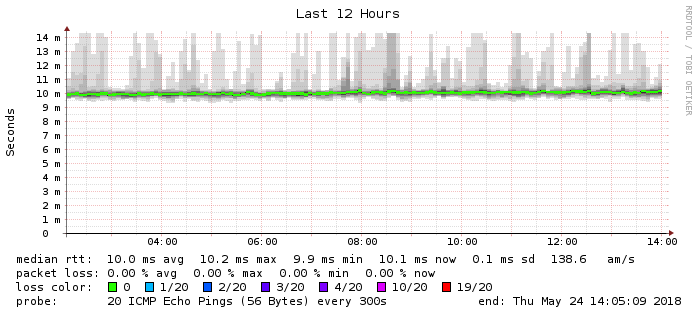 Last 12 Hours
RRDTOOL / TOBI OETIKER
Seconds
14 m
13 m
12 m
11 m
10 m
9 m
8 m
7 m
6 m
5 m
4 m
3 m
2 m
1 m
0
04:00 06:00 08:00 10:00 12:00 14:00
median rtt: 10.0 ms avg 10.2 ms max 9.9 ms min 10.1 ms now 0.1 ms sd 138.6 am/s
packet loss: 0.00 % avg 0.00 % max 0.00 % min 0.00 % now
loss color: 0 1/20 2/20 3/20 4/20 10/20 19/20
probe: 20 ICMP Echo Pings (56 Bytes) every 300s end: Thu May 24 14:05:09 2018